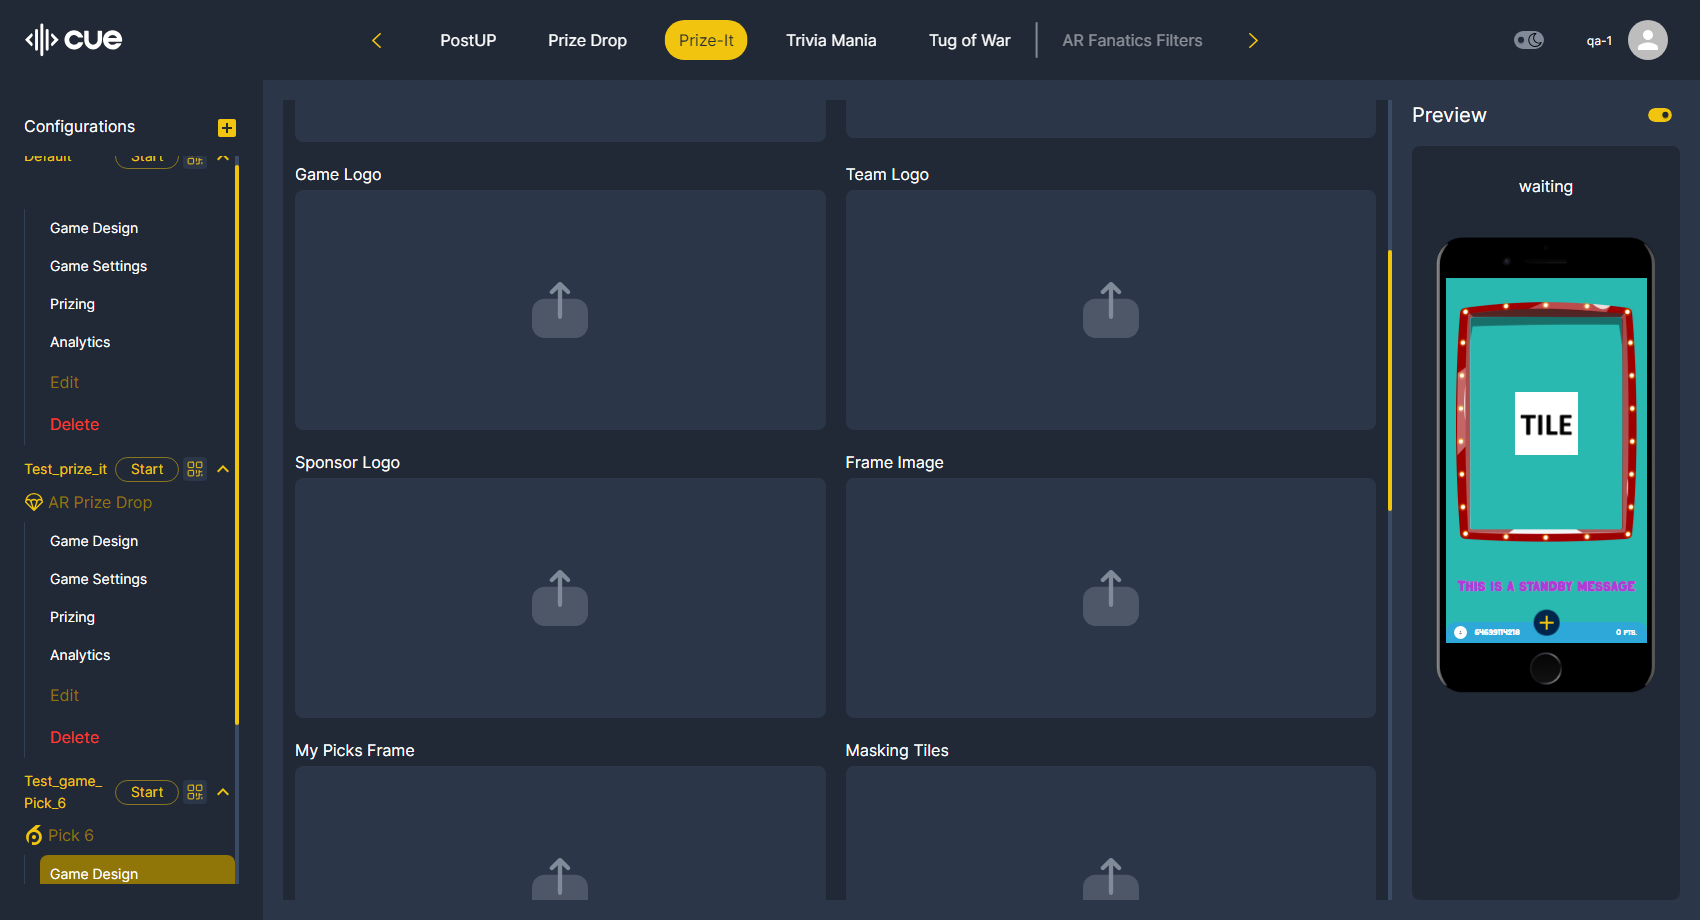 cue
PostUP
Prize Drop
Prize-It
Trivia Mania
Tug of War
AR Fanatics Filters
qa-1
Configurations
Default
Start
Game Design
Game Settings
Prizing
Analytics
Edit
Delete
Test_prize_it
Start
AR Prize Drop
Game Design
Game Settings
Prizing
Analytics
Edit
Delete
Test_game_
Pick_6
Start
Pick 6
Game Design
Game Logo
Team Logo
Sponsor Logo
Frame Image
My Picks Frame
Masking Tiles
Preview
waiting
TILE
THIS IS A STANDBY MESSAGE
0 PTS.